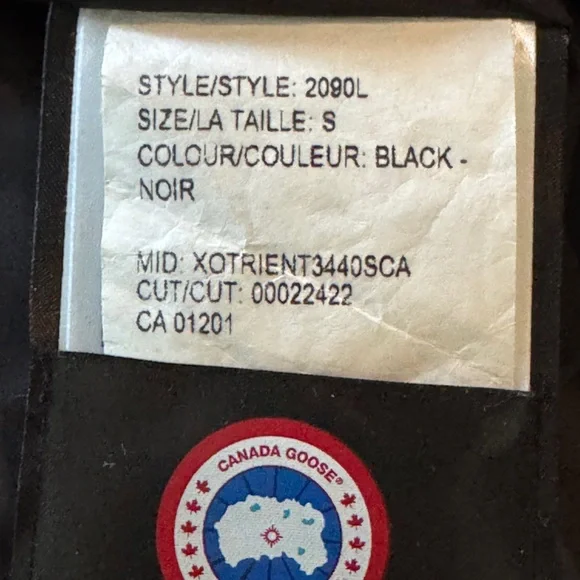 STYLE/STYLE: 2090L
SIZE/LA TAILLE: S
COLOUR/COULEUR: BLACK -
NOIR
MID: XOTRIENT3440SCA
CUT/CUT: 00022422
CA 01201
CANADA GOOSE®